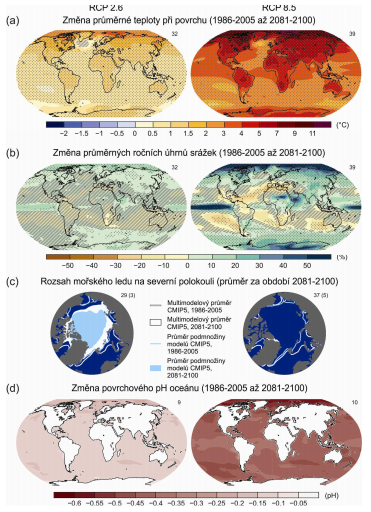 RCP 2.6 RCP 8.5
(a) Změna průměrné teploty při povrchu (1986-2005 až 2081-2100)
32 39
−2 −1.5 −1 −0.5 0 0.5 1 1.5 2 3 4 5 7 9 11 (°C)
(b) Změna průměrných ročních úhrnů srážek (1986-2005 až 2081-2100)
32 39
−50 −40 −30 −20 −10 0 10 20 30 40 50 (%)
(c) Rozsah mořského ledu na severní polokouli (průměr za období 2081-2100)
29 (3) 37 (5)
Multimodelový průměr
CMIP5, 1986-2005
Multimodelový průměr
CMIP5, 2081-2100
Průměr podmnožiny
modelů CMIP5,
1986-2005
Průměr podmnožiny
modelů CMIP5,
2081-2100
(d) Změna povrchového pH oceánu (1986-2005 až 2081-2100)
9 10
−0.6 −0.55 −0.5 −0.45 −0.4 −0.35 −0.3 −0.25 −0.2 −0.15 −0.1 −0.05 (pH)